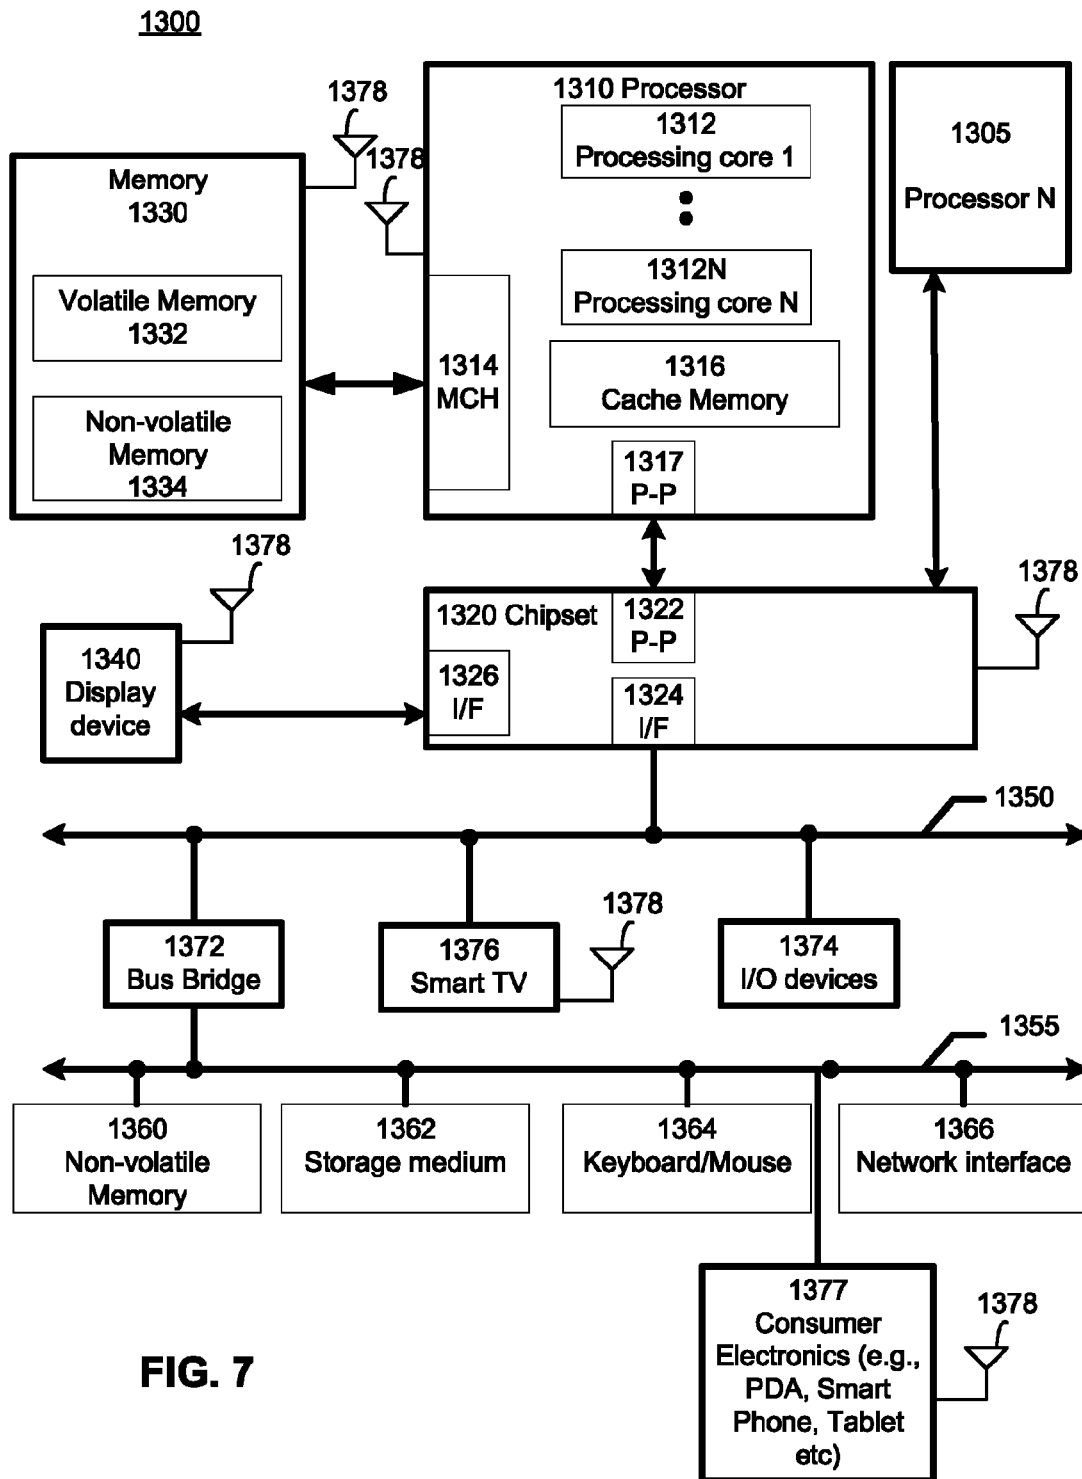 1300
1378
1378
Memory
1330
Volatile Memory
1332
Non-volatile
Memory
1334
1310 Processor
1312
Processing core 1
1312N
Processing core N
1314
MCH
1316
Cache Memory
1317
P-P
1305
Processor N
1378
1340
Display
device
1320 Chipset
1322
P-P
1326
I/F
1324
I/F
1378
1350
1372
Bus Bridge
1376
Smart TV
1378
1374
I/O devices
1355
1360
Non-volatile
Memory
1362
Storage medium
1364
Keyboard/Mouse
1366
Network interface
1377
Consumer
Electronics (e.g.,
PDA, Smart
Phone, Tablet
etc)
1378
FIG. 7